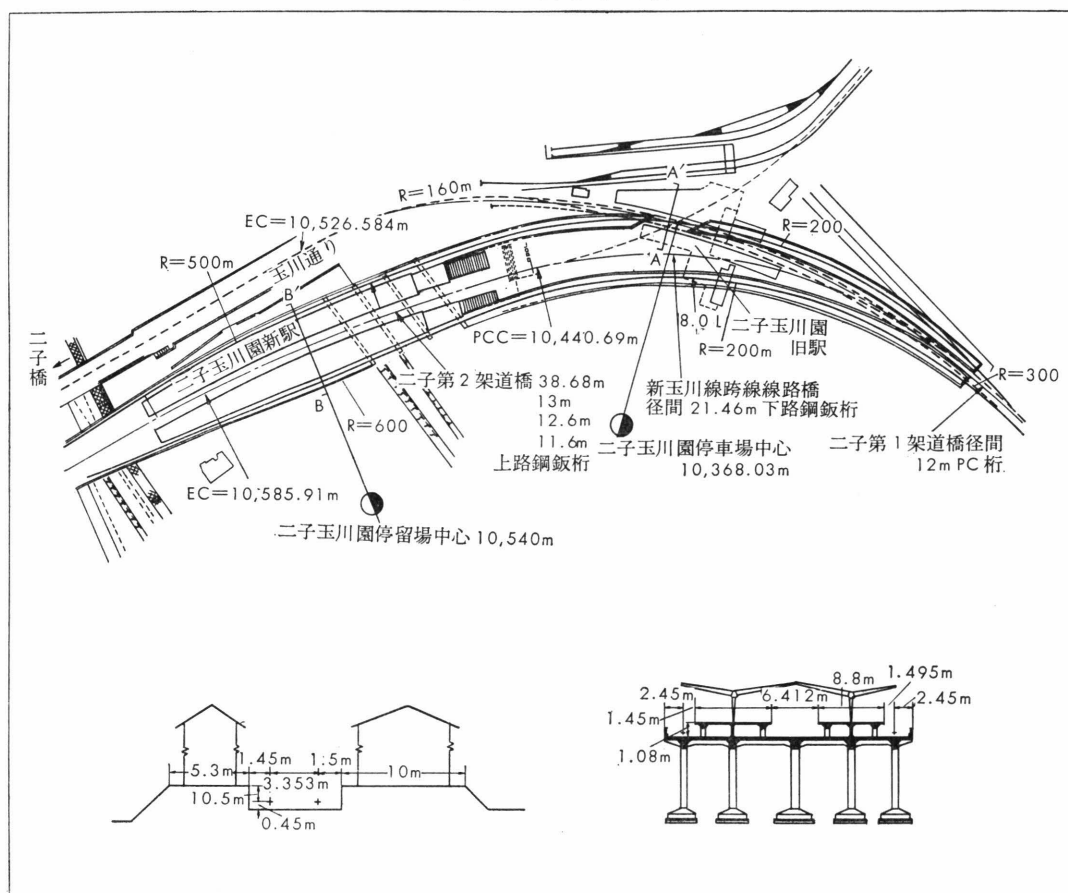 R=160m
EC=10,526.584m
玉川通り
R=500m
二子橋
二子玉川園新駅
B
B
A′
A
R=200
PCC=10,440.69m
8.0 L
R=200m
二子玉川園
旧駅
R=300
二子第2架道橋 38.68m
13m
12.6m
11.6m
上路鋼鈑桁
R=600
新玉川線跨線線路橋
径間 21.46m 下路鋼鈑桁
二子玉川園停車場中心
10,368.03m
二子第1架道橋径間
12m PC桁
EC=10,585.91m
二子玉川園停留場中心 10,540m
5.3m
1.45m
1.5m
3.353m
10m
10.5m
0.45m
2.45m
6.412m
8.8m
1.495m
2.45m
1.45m
1.08m